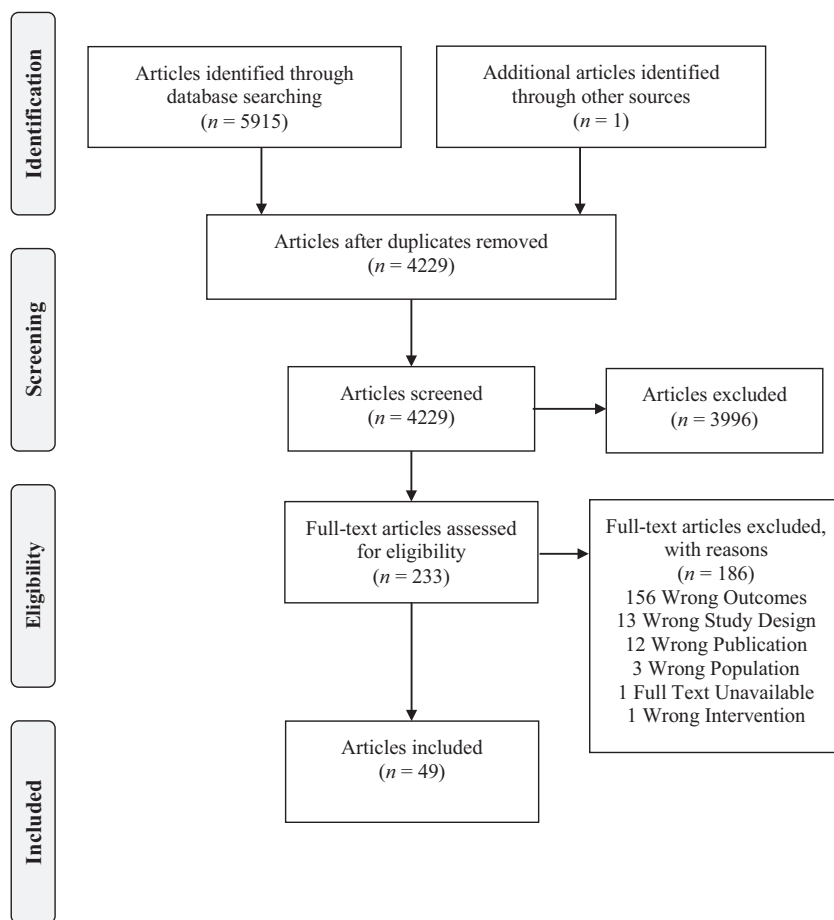 Identification
Articles identified through
database searching
(n = 5915)
Additional articles identified
through other sources
(n = 1)
Articles after duplicates removed
(n = 4229)
Screening
Articles screened
(n = 4229)
Articles excluded
(n = 3996)
Eligibility
Full-text articles assessed
for eligibility
(n = 233)
Full-text articles excluded,
with reasons
(n = 186)
156 Wrong Outcomes
13 Wrong Study Design
12 Wrong Publication
3 Wrong Population
1 Full Text Unavailable
1 Wrong Intervention
Included
Articles included
(n = 49)